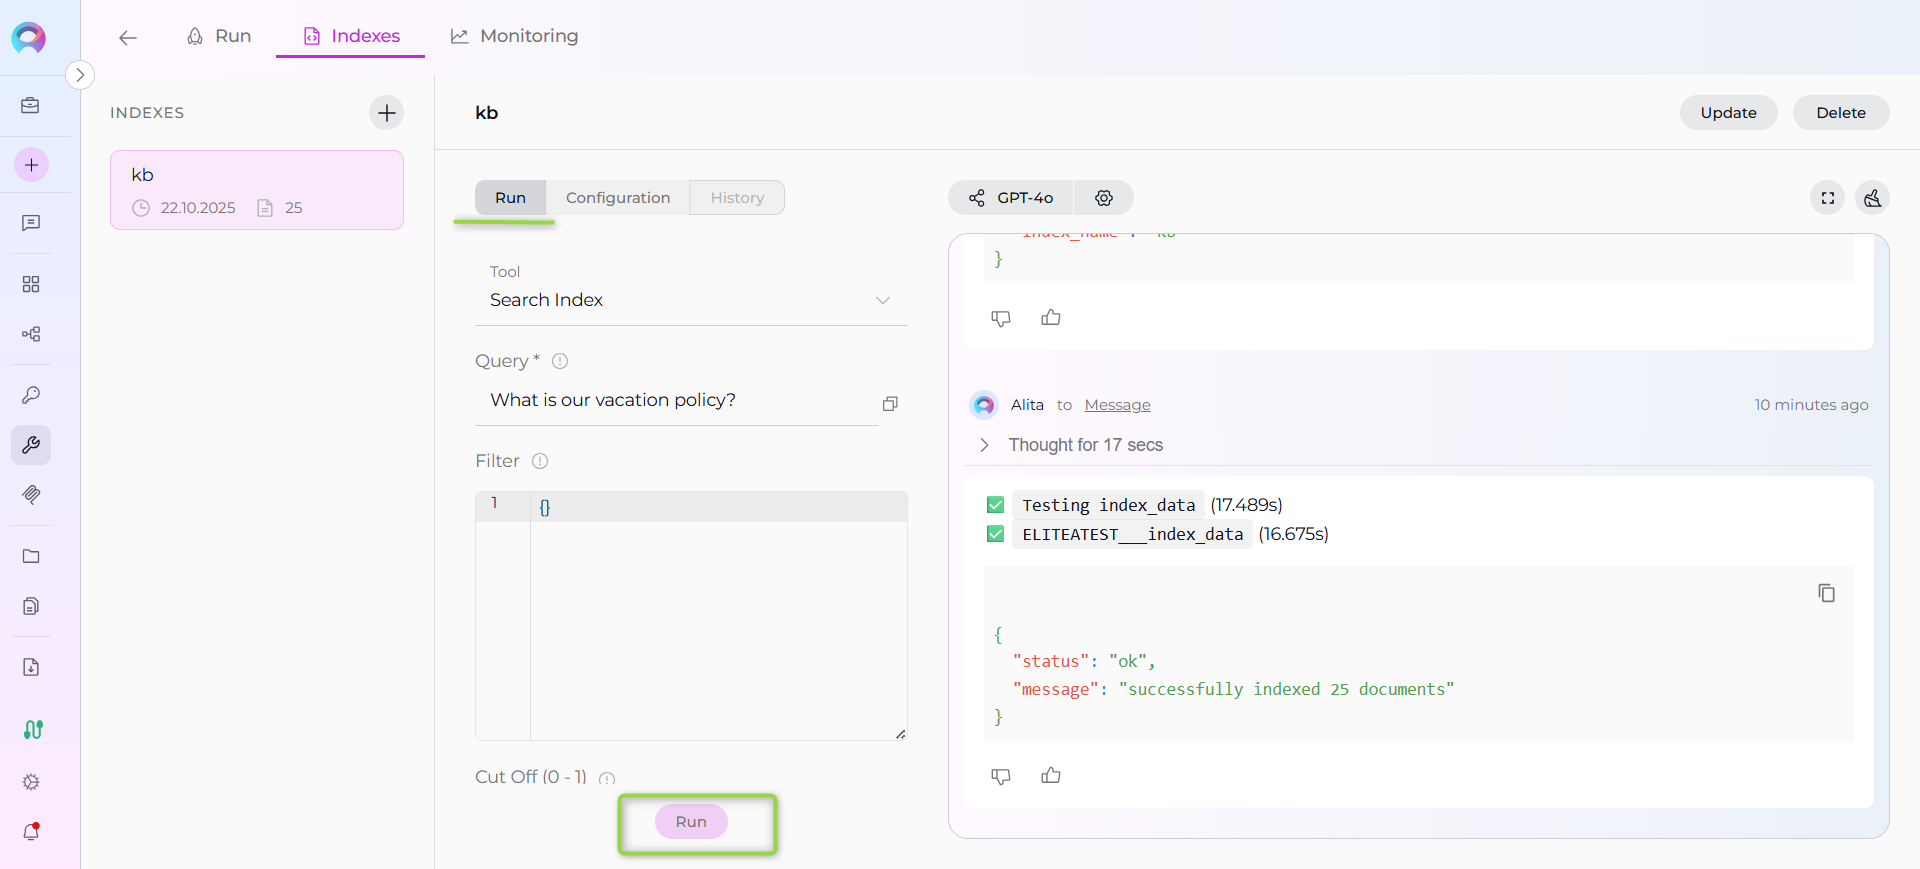 Run
Indexes
Monitoring
INDEXES
kb
22.10.2025
25
kb
Update
Delete
Run
Configuration
History
Tool
Search Index
Query *
What is our vacation policy?
Filter
1
{}
Cut Off (0 - 1)
Run
GPT-4o
"index_name": "kb"
}
Alita to Message
10 minutes ago
Thought for 17 secs
Testing index_data (17.489s)
ELITEATEST___index_data (16.675s)
{
"status": "ok",
"message": "successfully indexed 25 documents"
}